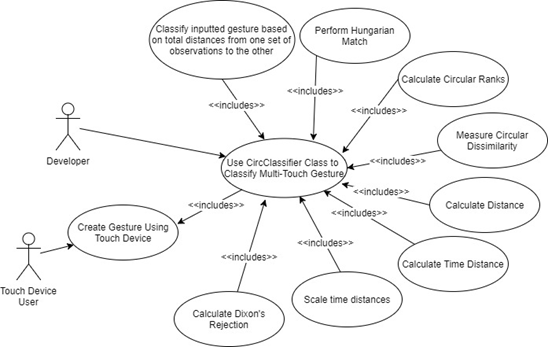 Classify inputted gesture based
on total distances from one set of
observations to the other
Perform Hungarian
Match
Calculate Circular Ranks
<<includes>>
<<includes>>
<<includes>>
Measure Circular
Dissimilarity
Developer
Use CircClassifier Class to
Classify Multi-Touch Gesture
<<includes>>
<<includes>>
Calculate Distance
<<includes>>
Create Gesture Using
Touch Device
<<includes>>
Calculate Time Distance
<<includes>>
<<includes>>
Touch Device
User
Calculate Dixon's
Rejection
Scale time distances